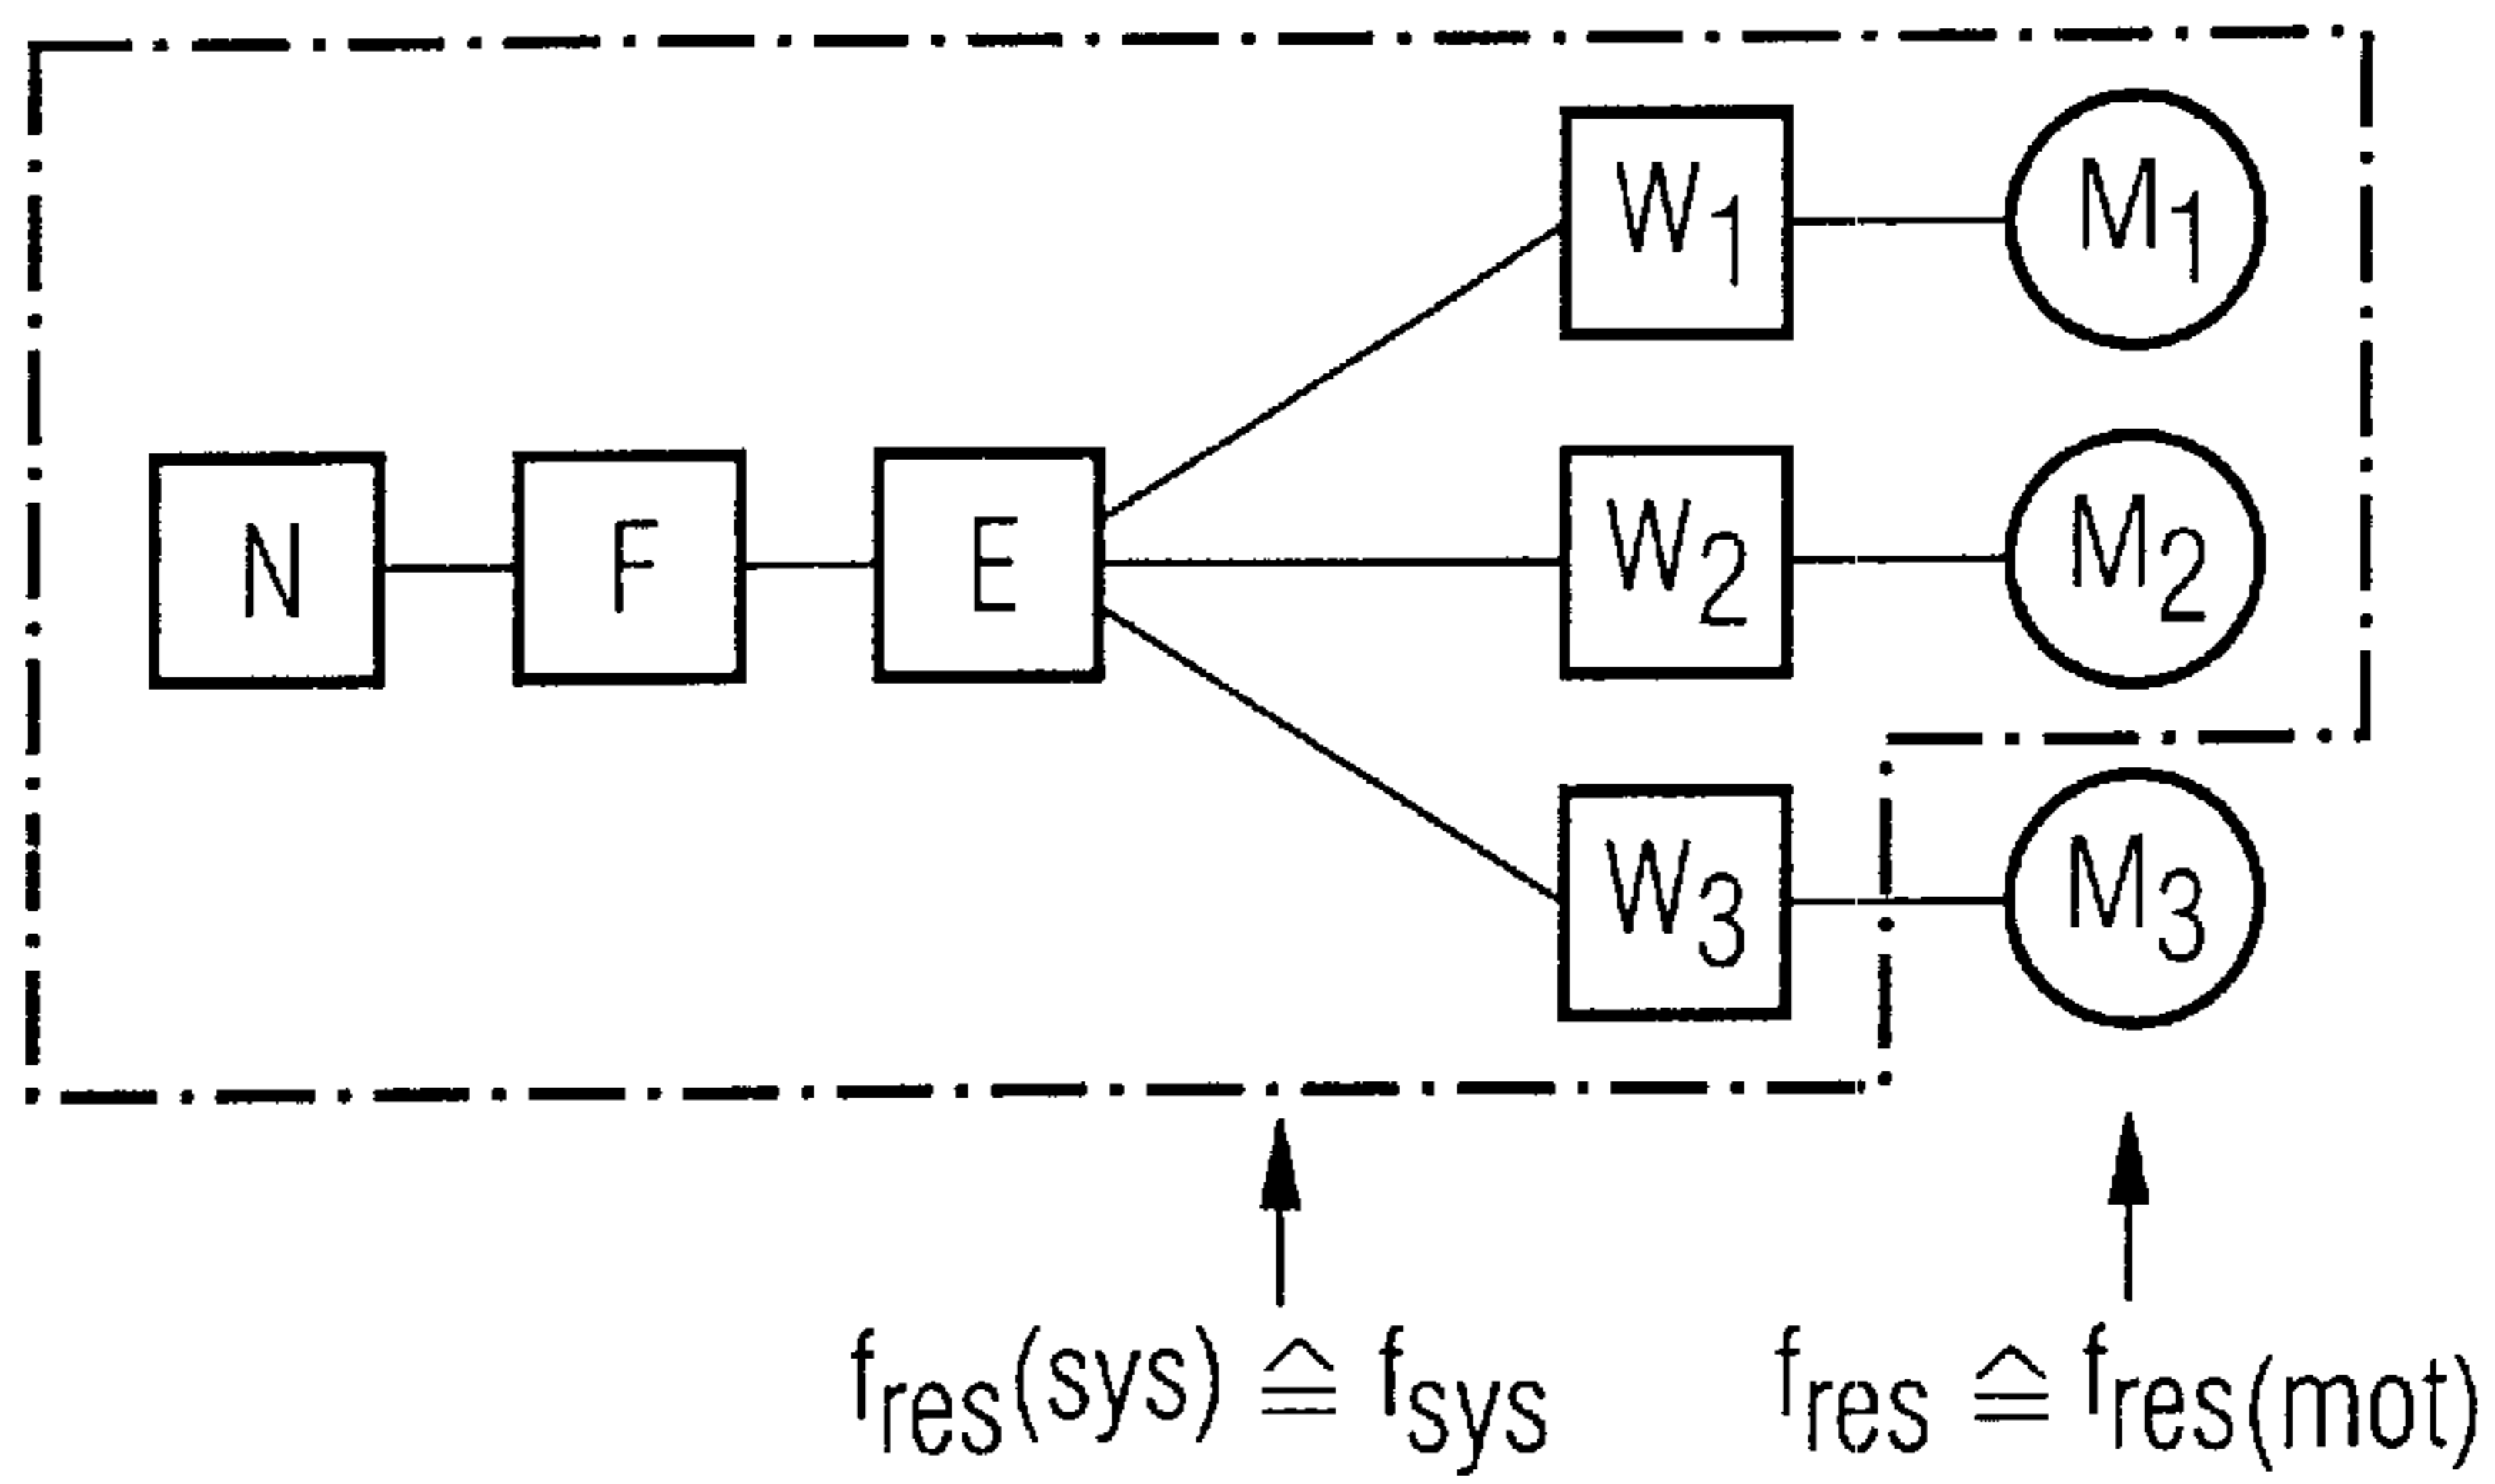 W1 M1
N F E W2 M2
W3 M3
fres(sys) ≙ fsys fres ≙ fres(mot)